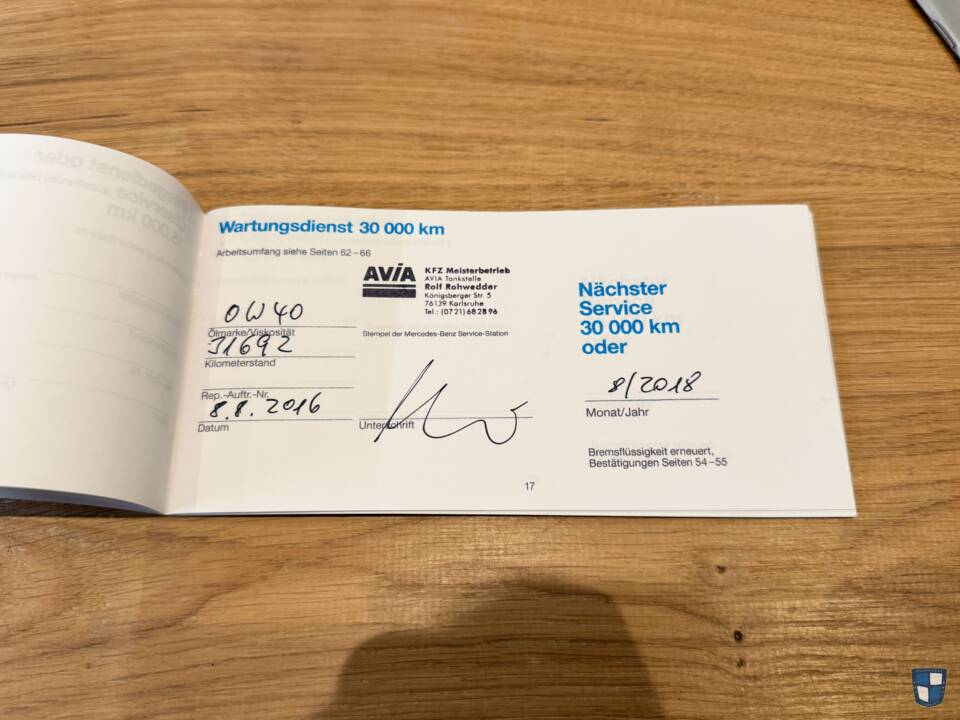 Wartungsdienst 30 000 km
Arbeitsumfang siehe Seiten 62–66
0W40
Ölmarke/Viskosität
31692
Kilometerstand
Rep.-Auftr.-Nr.
8.8.2016
Datum
AVIA
KFZ Meisterbetrieb
AVIA Tankstelle
Rolf Rohwedder
Königsberger Str. 5
76139 Karlsruhe
Tel.: (0721) 68 28 96
Stempel der Mercedes-Benz Service-Station
Unterschrift
Nächster
Service
30 000 km
oder
8/2018
Monat/Jahr
Bremsflüssigkeit erneuert,
Bestätigungen Seiten 54–55
17